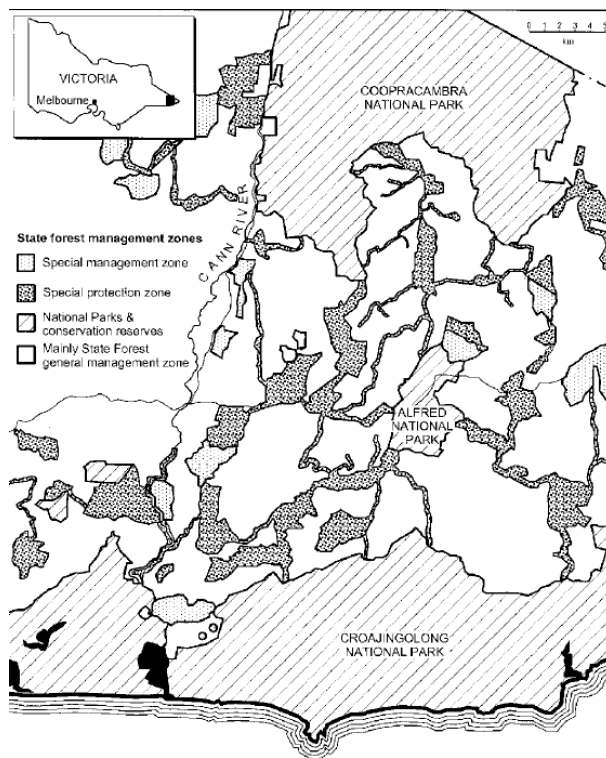 VICTORIA
Melbourne
0 1 2 3 4 5
km
COOPRACAMBRA
NATIONAL PARK
CANN RIVER
State forest management zones
Special management zone
Special protection zone
National Parks &
conservation reserves
Mainly State Forest
general management zone
ALFRED
NATIONAL
PARK
CROAJINGOLONG
NATIONAL PARK